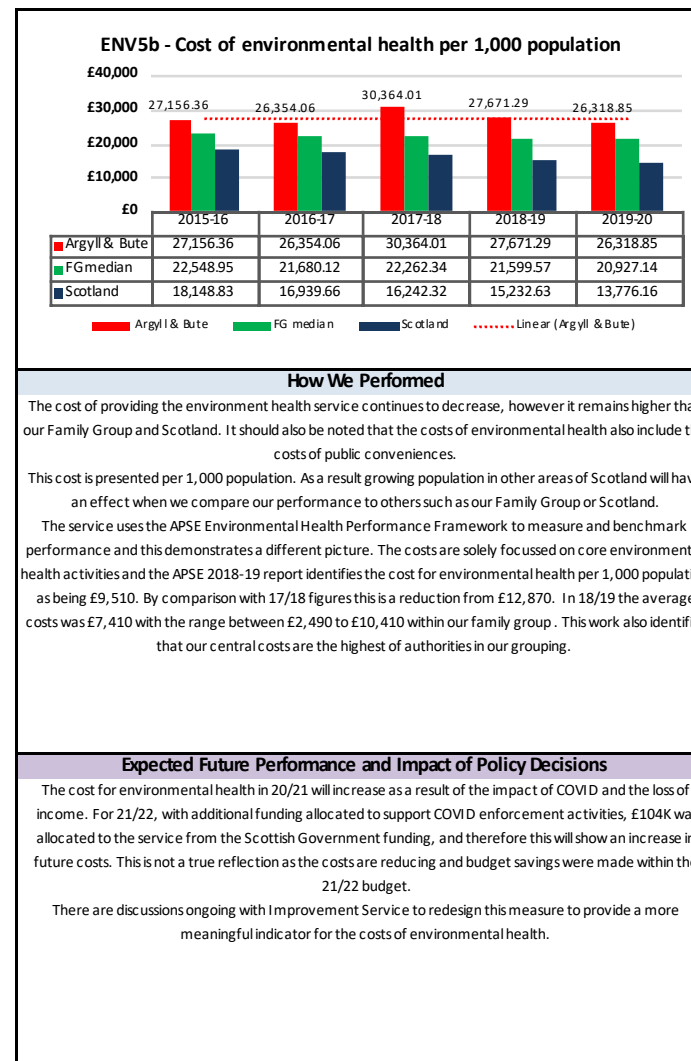 ENV5b - Cost of environmental health per 1,000 population
£40,000
£30,000
£20,000
£10,000
£0
27,156.36
26,354.06
30,364.01
27,671.29
26,318.85
2015-16 2016-17 2017-18 2018-19 2019-20
Argyll & Bute 27,156.36 26,354.06 30,364.01 27,671.29 26,318.85
FG median 22,548.95 21,680.12 22,262.34 21,599.57 20,927.14
Scotland 18,148.83 16,939.66 16,242.32 15,232.63 13,776.16
Argyll & Bute FG median Scotland Linear (Argyll & Bute)
How We Performed
The cost of providing the environment health service continues to decrease, however it remains higher tha
our Family Group and Scotland. It should also be noted that the costs of environmental health also include t
costs of public conveniences.
This cost is presented per 1,000 population. As a result growing population in other areas of Scotland will hav
an effect when we compare our performance to others such as our Family Group or Scotland.
The service uses the APSE Environmental Health Performance Framework to measure and benchmark
performance and this demonstrates a different picture. The costs are solely focussed on core environment
health activities and the APSE 2018-19 report identifies the cost for environmental health per 1,000 populati
as being £9,510. By comparison with 17/18 figures this is a reduction from £12,870. In 18/19 the average
costs was £7,410 with the range between £2,490 to £10,410 within our family group . This work also identifi
that our central costs are the highest of authorities in our grouping.
Expected Future Performance and Impact of Policy Decisions
The cost for environmental health in 20/21 will increase as a result of the impact of COVID and the loss of
income. For 21/22, with additional funding allocated to support COVID enforcement activities, £104K wa
allocated to the service from the Scottish Government funding, and therefore this will show an increase in
future costs. This is not a true reflection as the costs are reducing and budget savings were made within the
21/22 budget.
There are discussions ongoing with Improvement Service to redesign this measure to provide a more
meaningful indicator for the costs of environmental health.